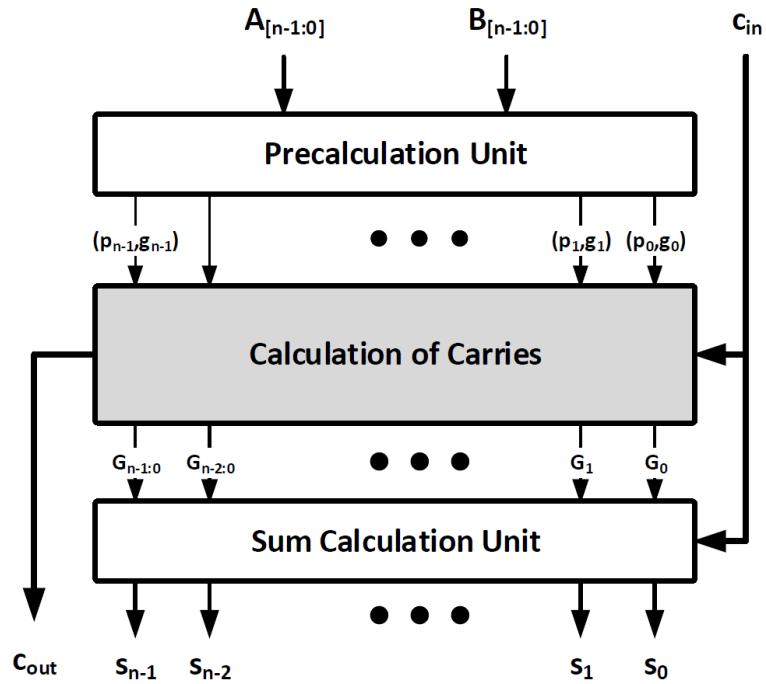 A[n-1:0] B[n-1:0] cin
Precalculation Unit
(pn-1,gn-1) (p1,g1) (p0,g0)
Calculation of Carries
Gn-1:0 Gn-2:0 G1 G0
Sum Calculation Unit
cout sn-1 sn-2 s1 s0